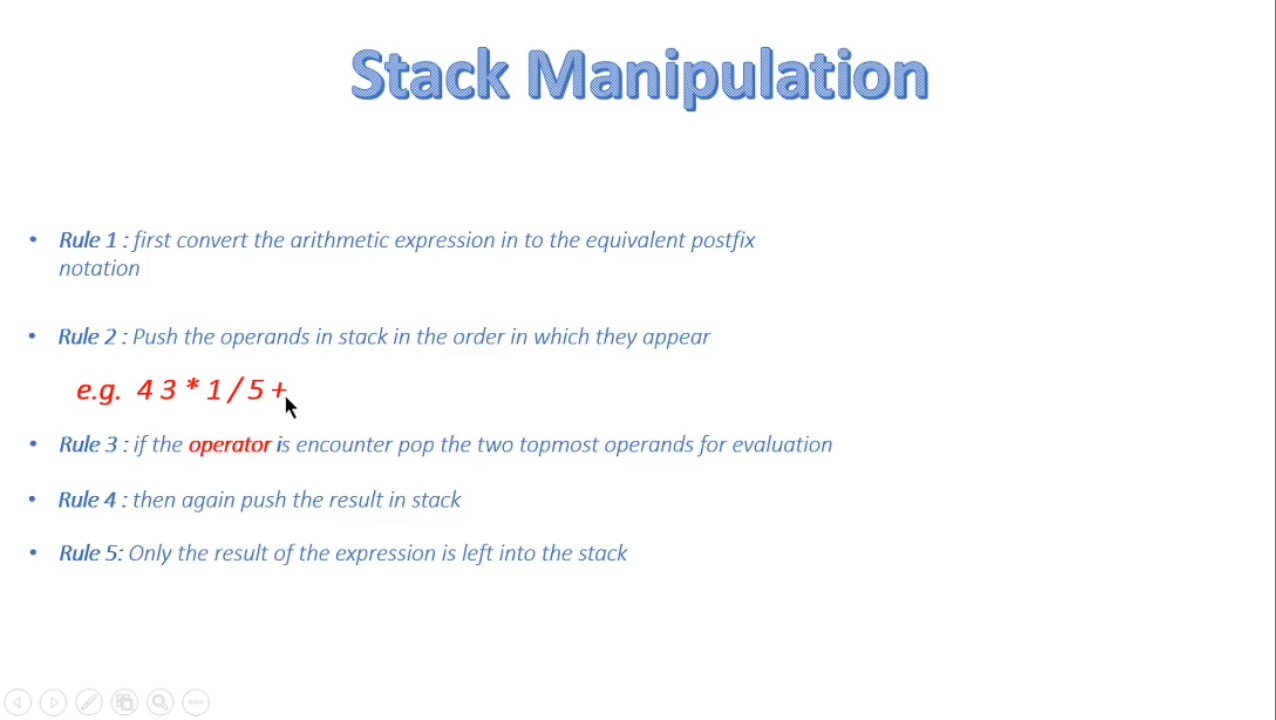 Stack Manipulation
• Rule 1 : first convert the arithmetic expression in to the equivalent postfix
notation
• Rule 2 : Push the operands in stack in the order in which they appear
e.g. 4 3 * 1 / 5 +
• Rule 3 : if the operator is encounter pop the two topmost operands for evaluation
• Rule 4 : then again push the result in stack
• Rule 5: Only the result of the expression is left into the stack